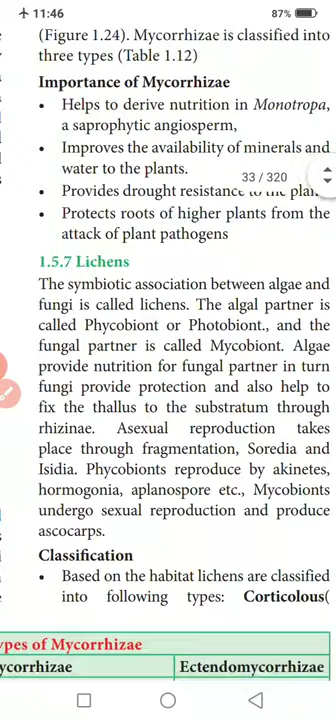 11:46
87%
(Figure 1.24). Mycorrhizae is classified into
three types (Table 1.12)
Importance of Mycorrhizae
• Helps to derive nutrition in Monotropa,
a saprophytic angiosperm,
• Improves the availability of minerals and
water to the plants.
33 / 320
• Provides drought resistance to the plan
• Protects roots of higher plants from the
attack of plant pathogens
1.5.7 Lichens
The symbiotic association between algae and
fungi is called lichens. The algal partner is
called Phycobiont or Photobiont., and the
fungal partner is called Mycobiont. Algae
provide nutrition for fungal partner in turn
fungi provide protection and also help to
fix the thallus to the substratum through
rhizinae. Asexual reproduction takes
place through fragmentation, Soredia and
Isidia. Phycobionts reproduce by akinetes,
hormogonia, aplanospore etc., Mycobionts
undergo sexual reproduction and produce
ascocarps.
Classification
• Based on the habitat lichens are classified
into following types: Corticolous(
ypes of Mycorrhizae
ycorrhizae Ectendomycorrhizae